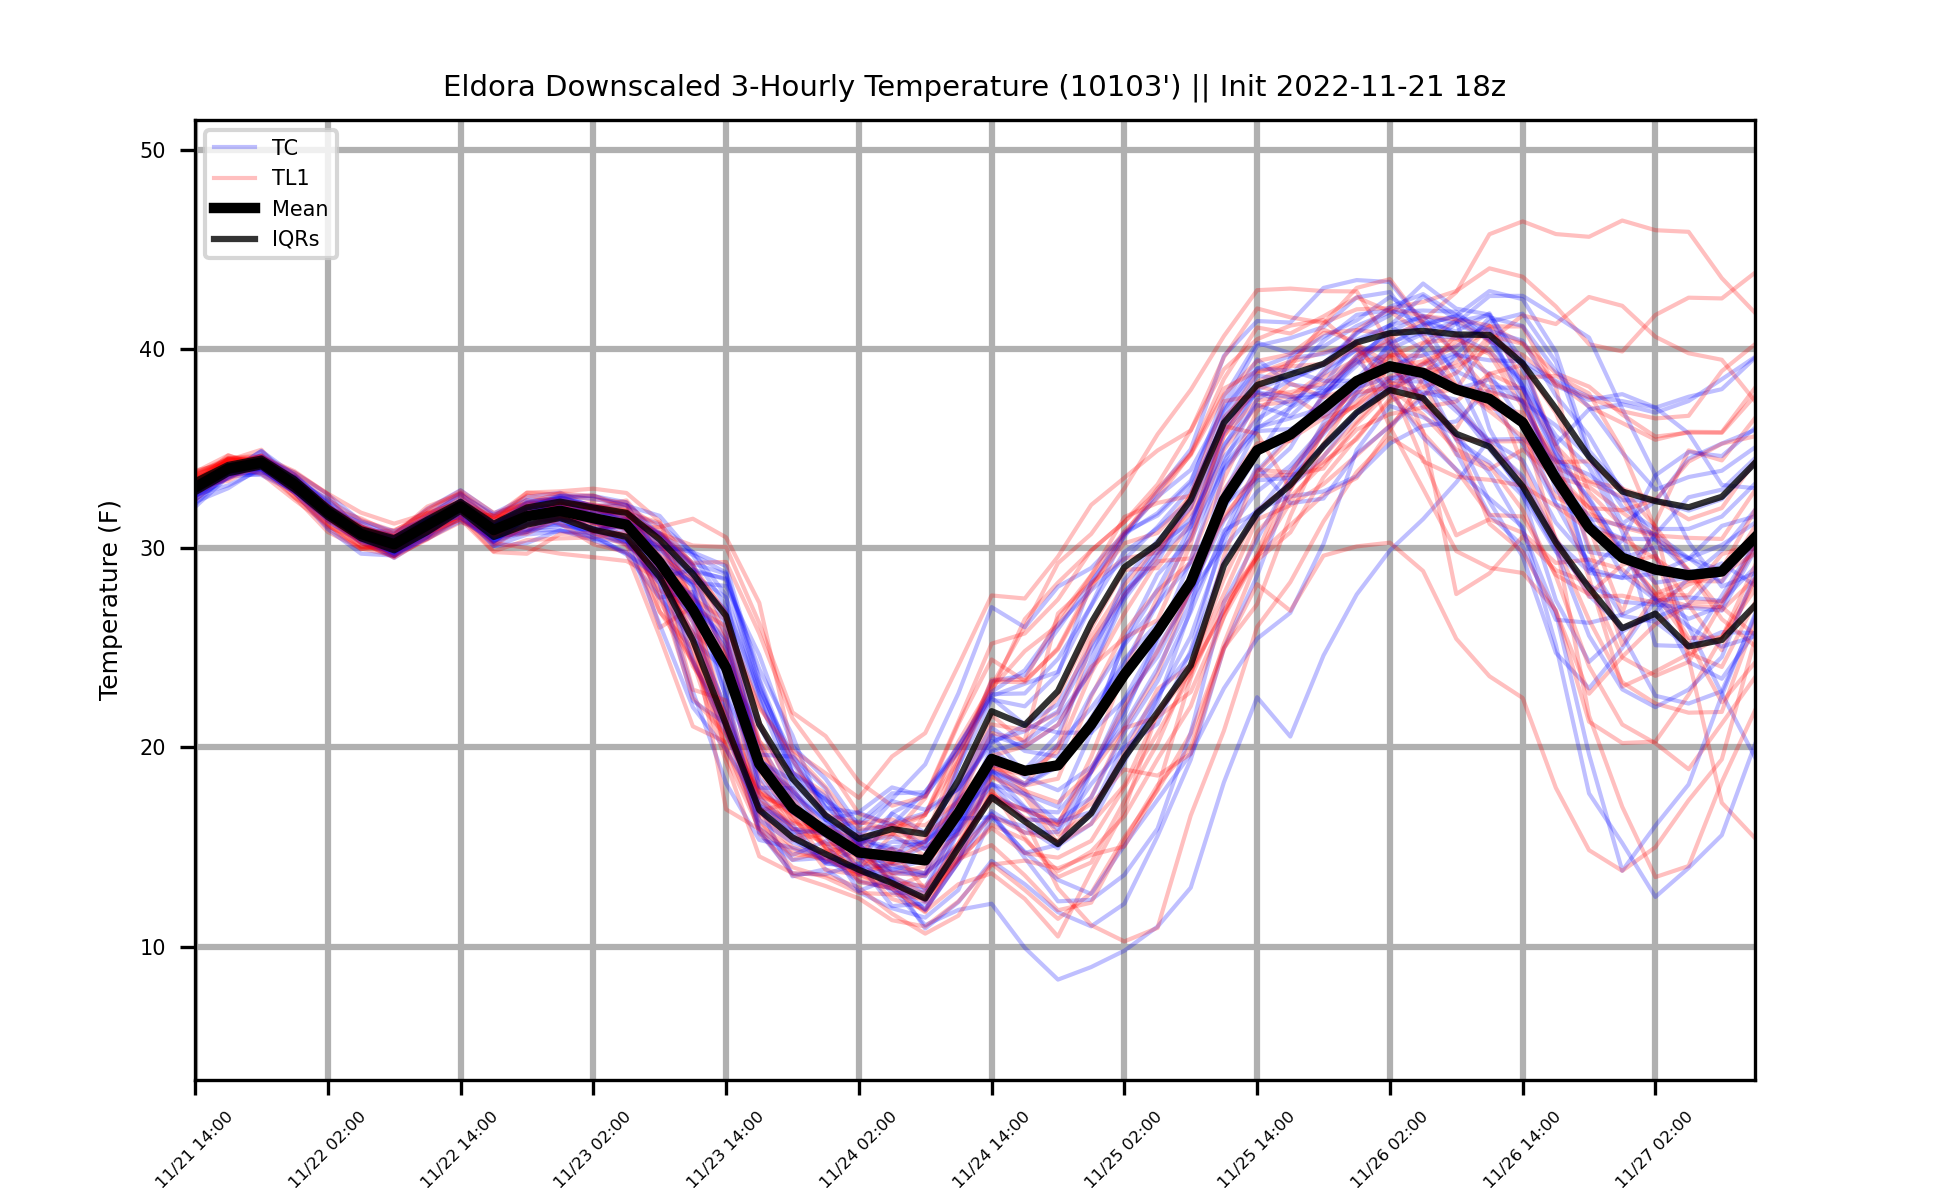 Eldora Downscaled 3-Hourly Temperature (10103') || Init 2022-11-21 18z
TC
TL1
Mean
IQRs
Temperature (F)
50
40
30
20
10
11/21 14:00
11/22 02:00
11/22 14:00
11/23 02:00
11/23 14:00
11/24 02:00
11/24 14:00
11/25 02:00
11/25 14:00
11/26 02:00
11/26 14:00
11/27 02:00